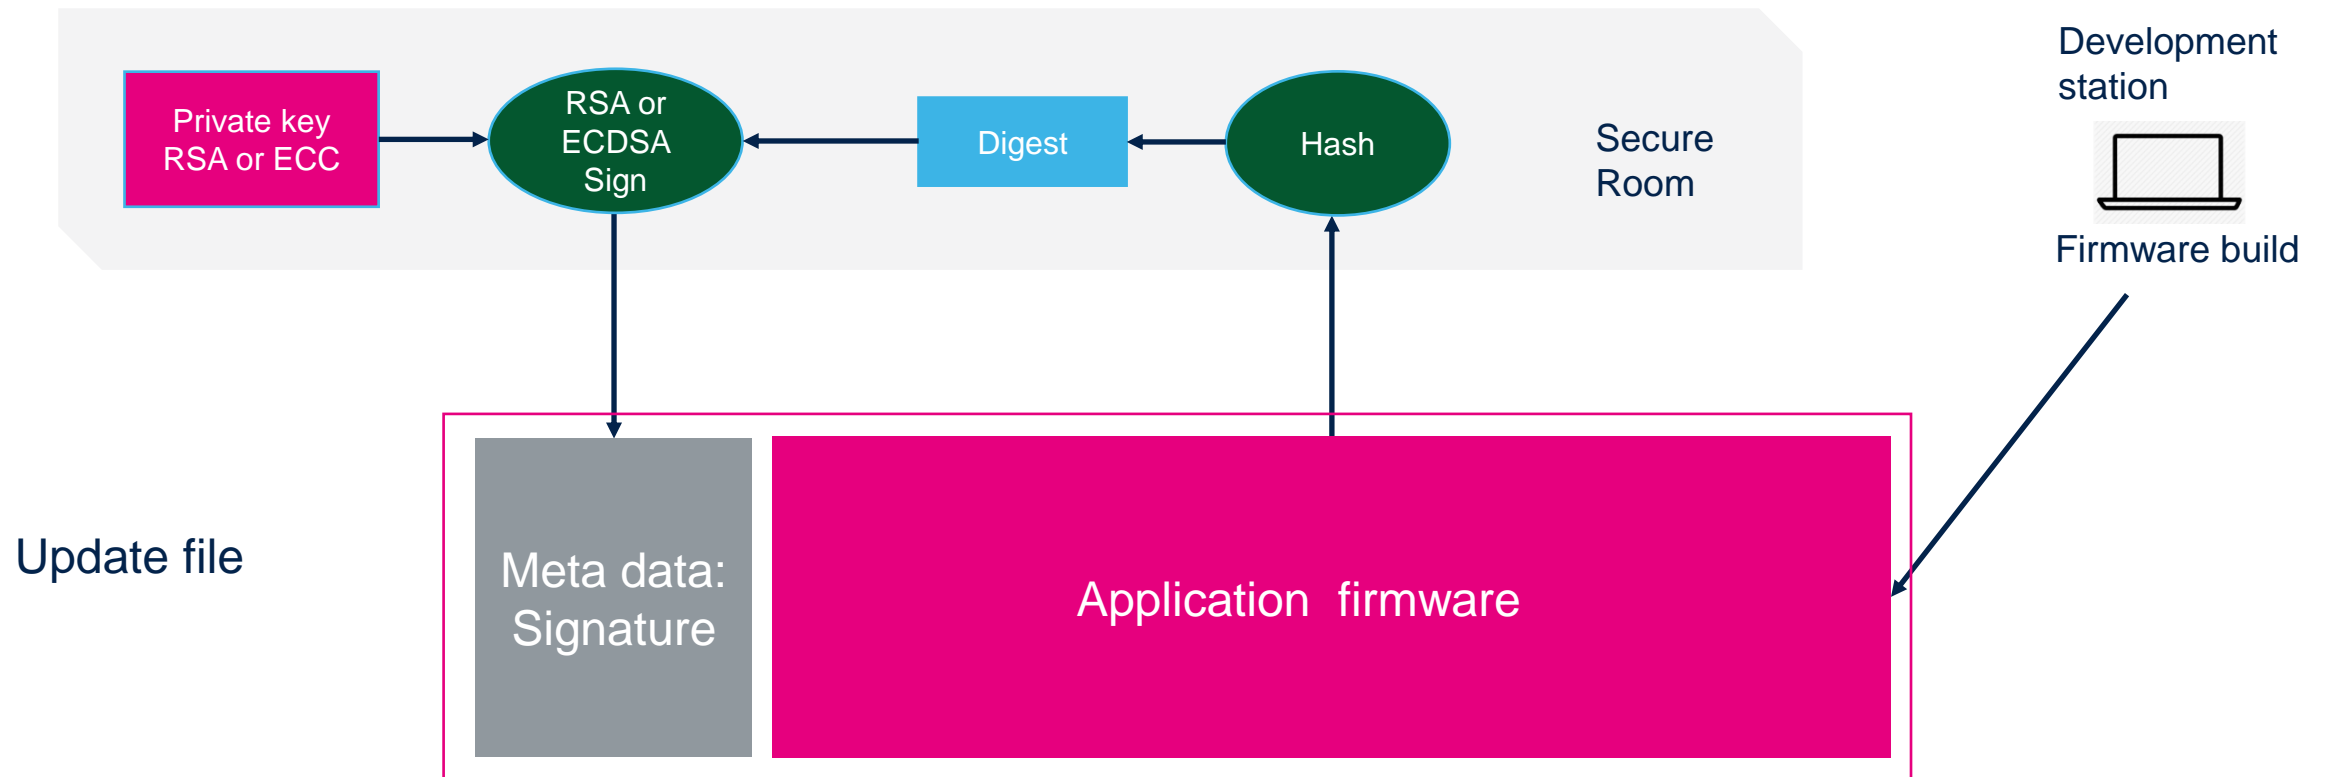 Private key
RSA or ECC
RSA or
ECDSA
Sign
Digest
Hash
Secure
Room
Development
station
Firmware build
Update file
Meta data:
Signature
Application firmware